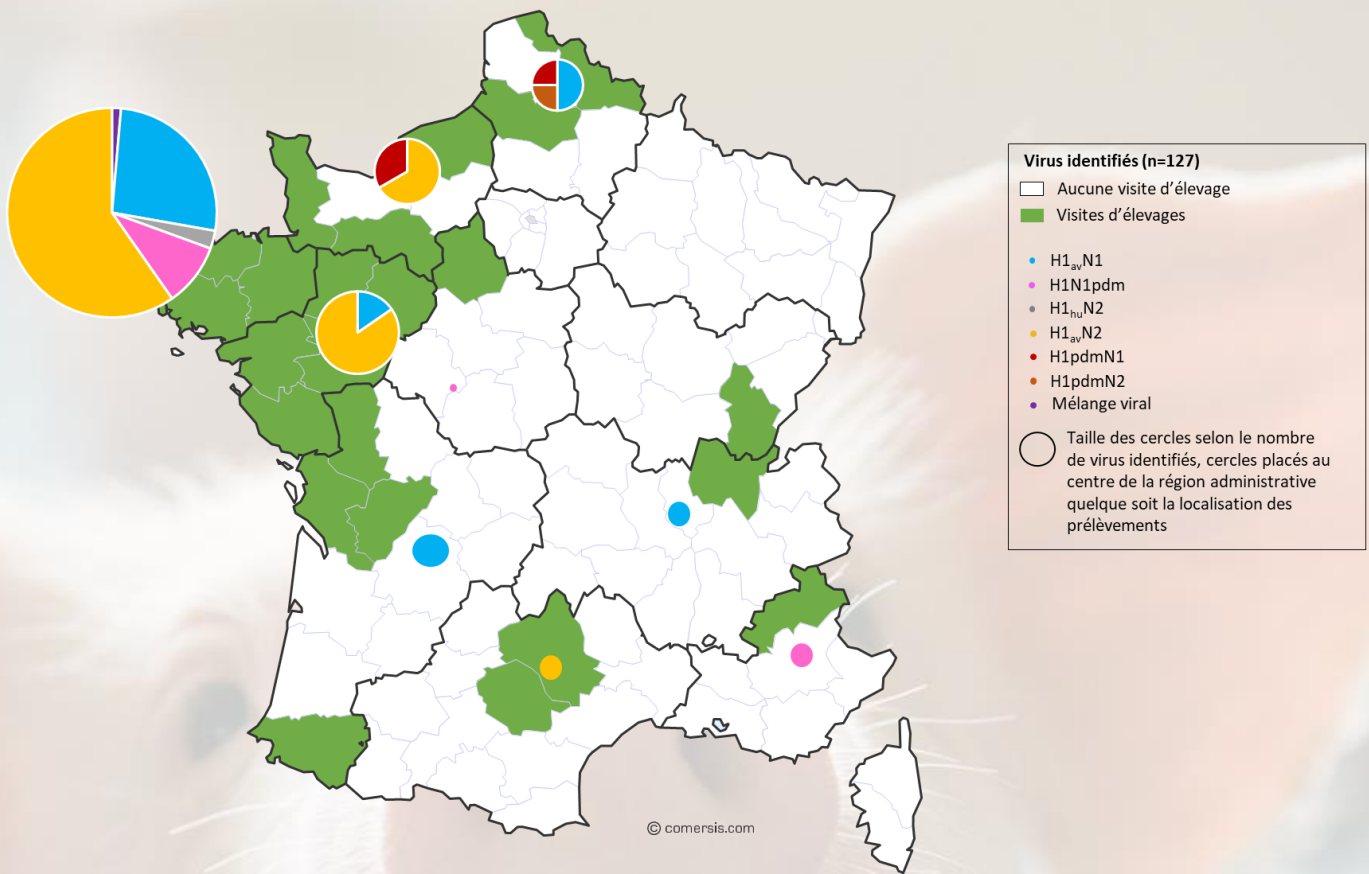 Virus identifiés (n=127)
Aucune visite d’élevage
Visites d’élevages
H1avN1
H1N1pdm
H1huN2
H1avN2
H1pdmN1
H1pdmN2
Mélange viral
Taille des cercles selon le nombre
de virus identifiés, cercles placés au
centre de la région administrative
quelque soit la localisation des
prélèvements
© comersis.com